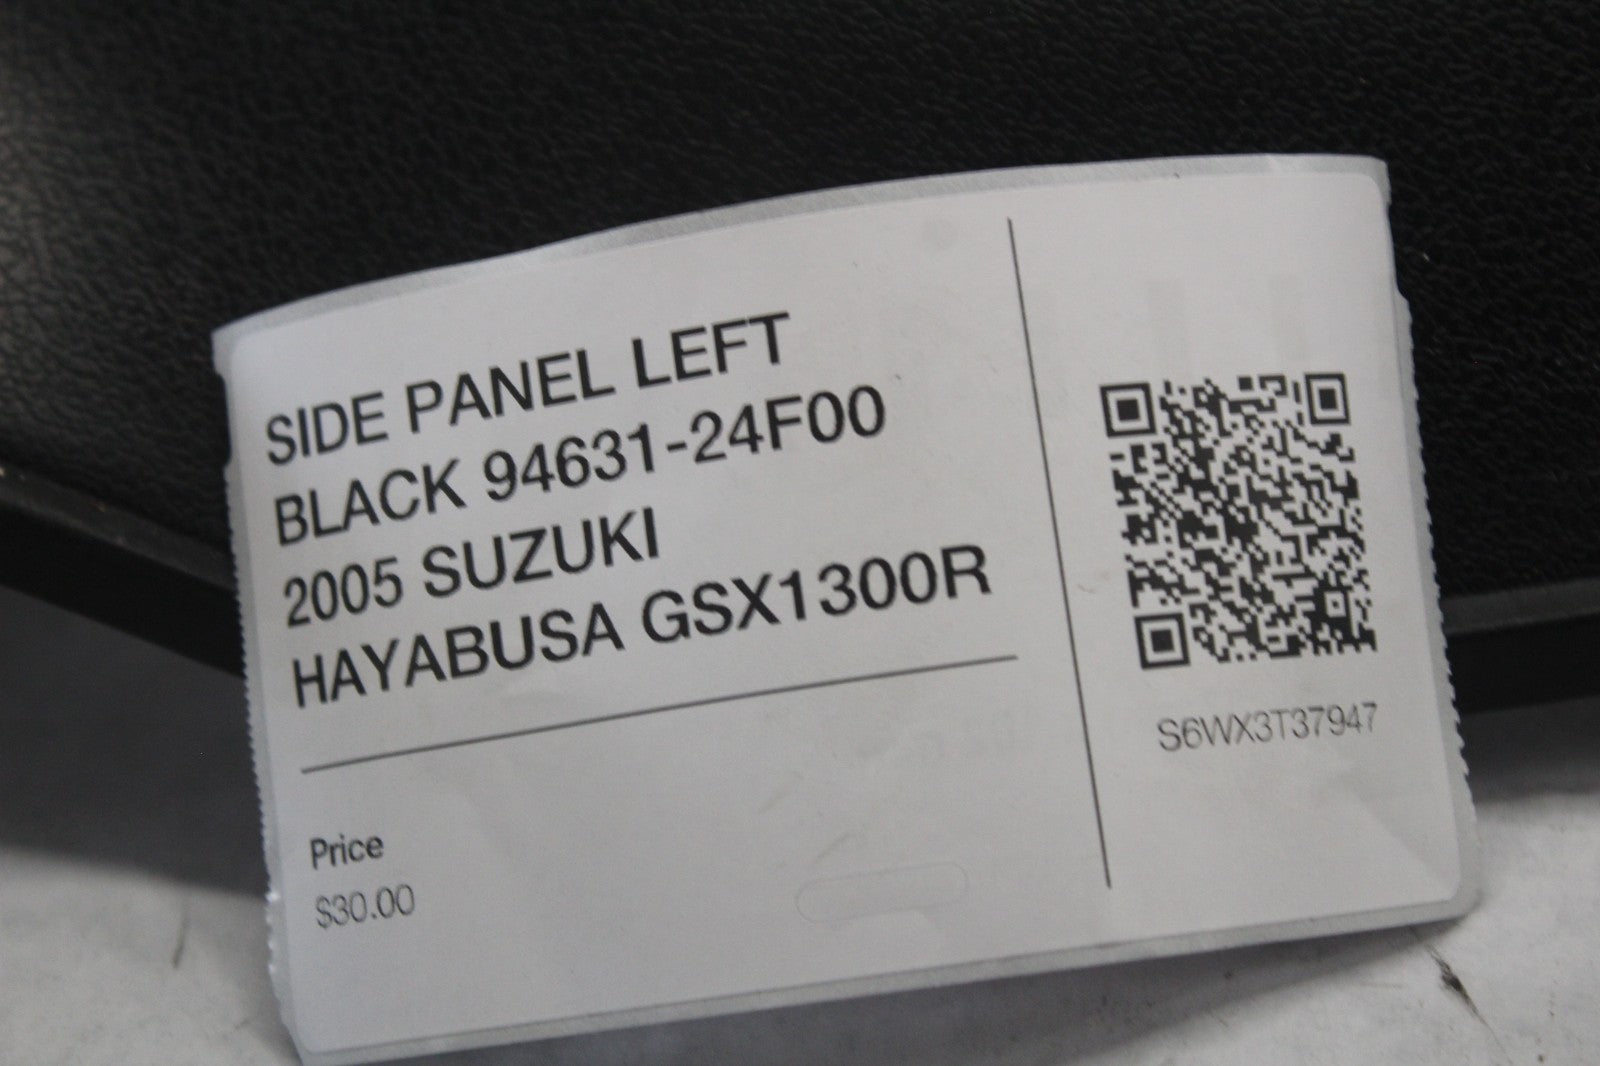 SIDE PANEL LEFT
BLACK 94631-24F00
2005 SUZUKI
HAYABUSA GSX1300R
Price
$30.00
S6WX3T37947